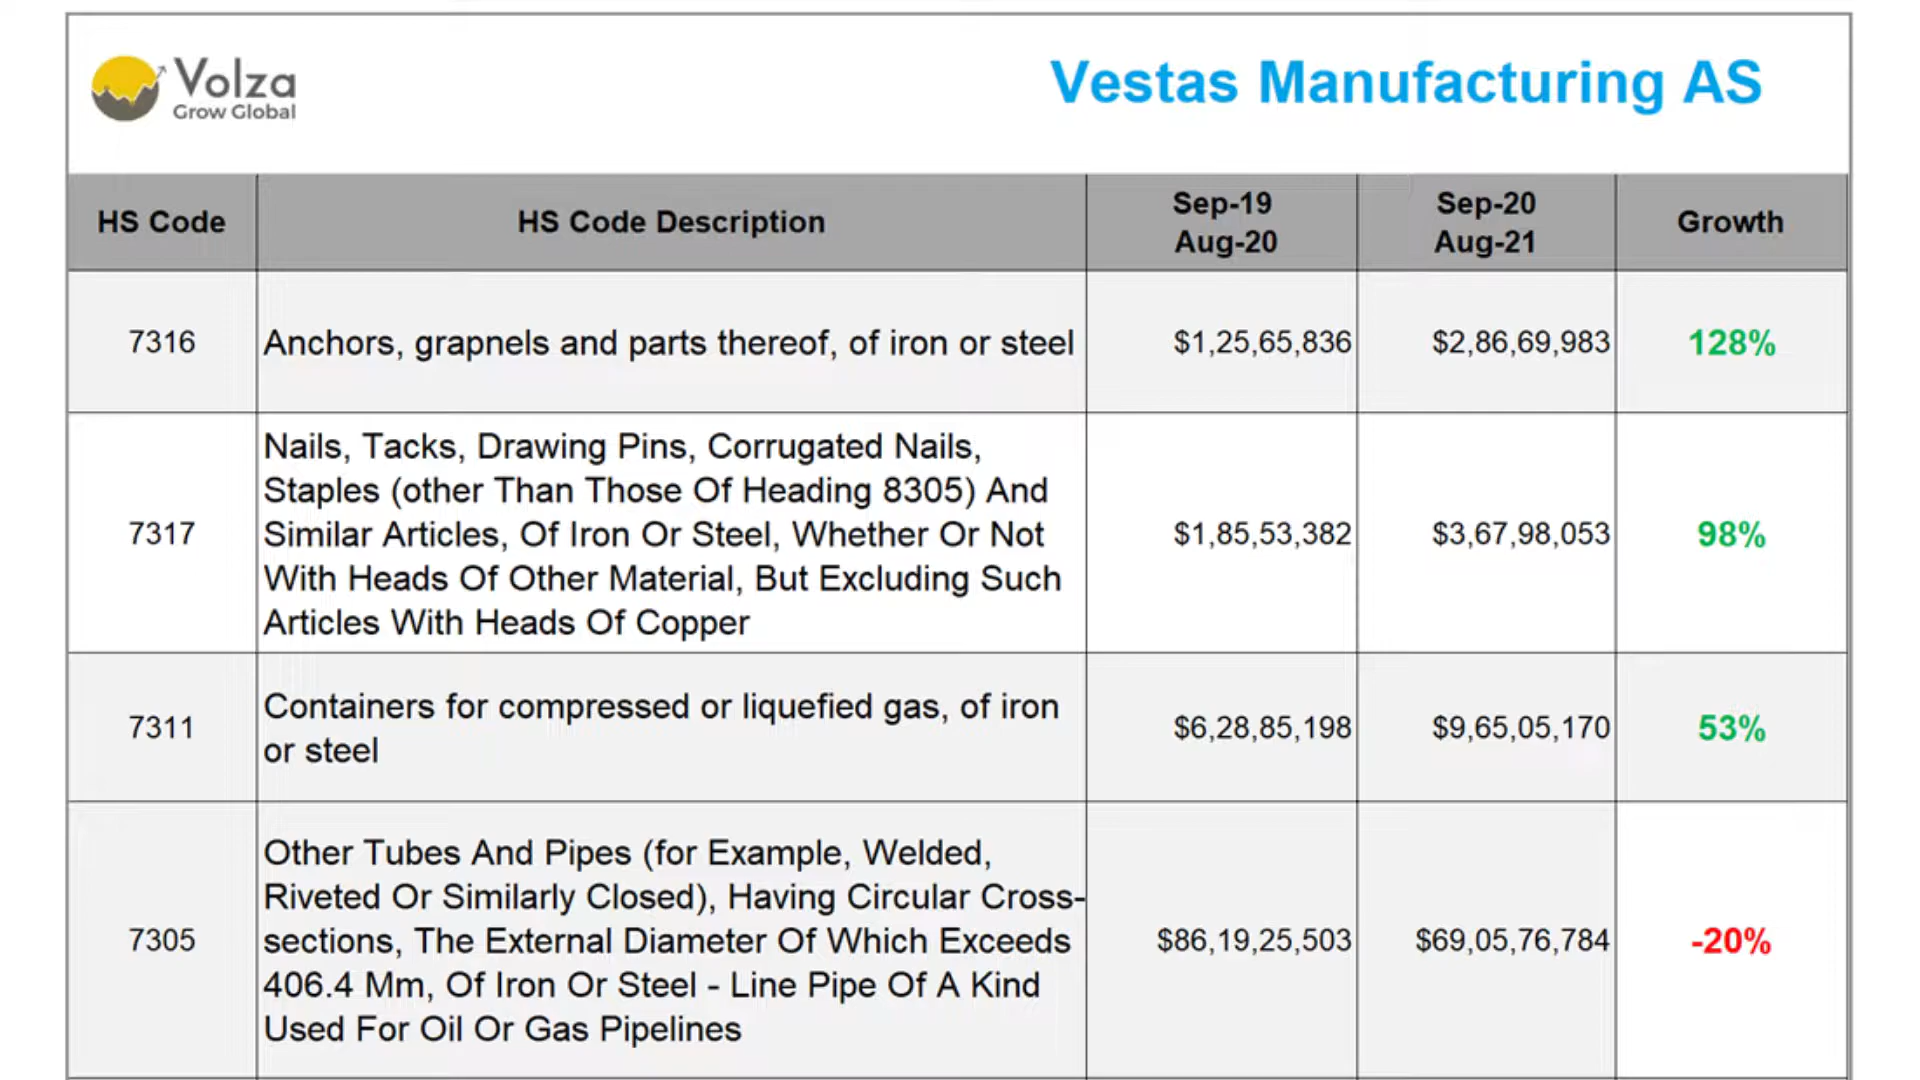 Volza
Grow Global
Vestas Manufacturing AS
HS Code
HS Code Description
Sep-19
Aug-20
Sep-20
Aug-21
Growth
7316
Anchors, grapnels and parts thereof, of iron or steel
$1,25,65,836
$2,86,69,983
128%
7317
Nails, Tacks, Drawing Pins, Corrugated Nails,
Staples (other Than Those Of Heading 8305) And
Similar Articles, Of Iron Or Steel, Whether Or Not
With Heads Of Other Material, But Excluding Such
Articles With Heads Of Copper
$1,85,53,382
$3,67,98,053
98%
7311
Containers for compressed or liquefied gas, of iron
or steel
$6,28,85,198
$9,65,05,170
53%
7305
Other Tubes And Pipes (for Example, Welded,
Riveted Or Similarly Closed), Having Circular Cross-
sections, The External Diameter Of Which Exceeds
406.4 Mm, Of Iron Or Steel - Line Pipe Of A Kind
Used For Oil Or Gas Pipelines
$86,19,25,503
$69,05,76,784
-20%